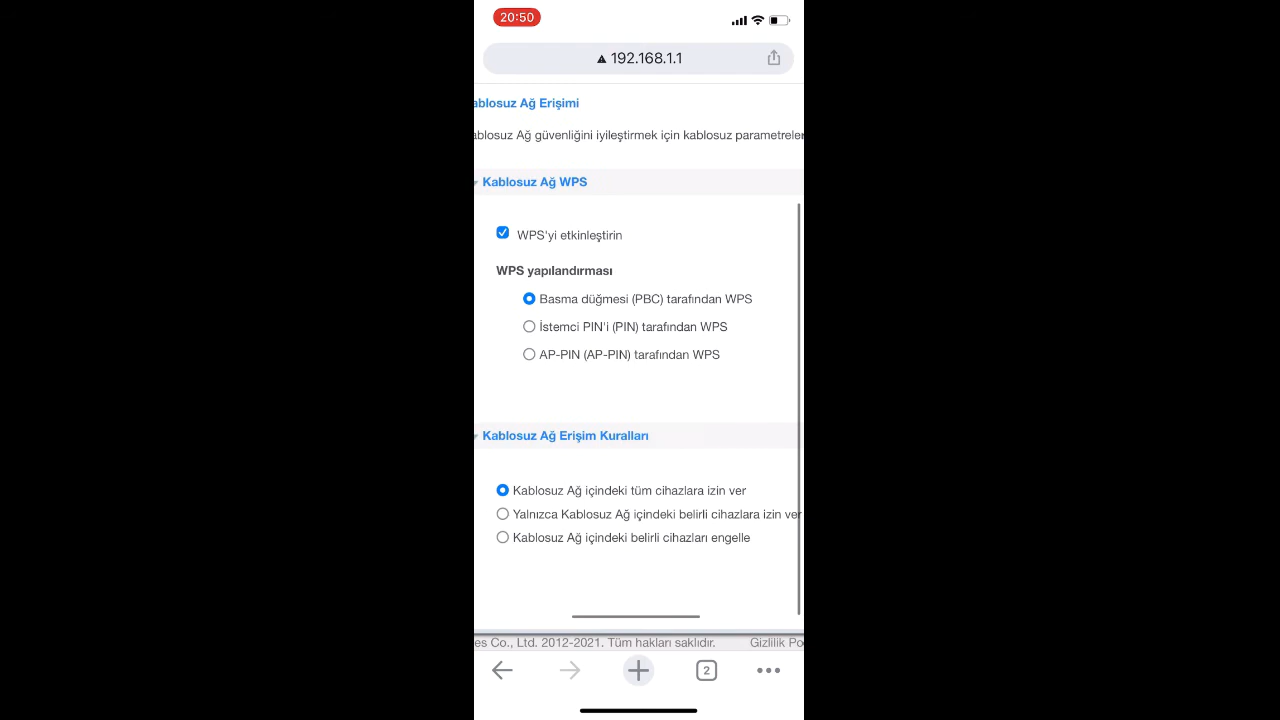 20:50
192.168.1.1
ablosuz Ağ Erişimi
ablosuz Ağ güvenliğini iyileştirmek için kablosuz parametreler
Kablosuz Ağ WPS
WPS'yi etkinleştirin
WPS yapılandırması
Basma düğmesi (PBC) tarafından WPS
İstemci PIN'i (PIN) tarafından WPS
AP-PIN (AP-PIN) tarafından WPS
Kablosuz Ağ Erişim Kuralları
Kablosuz Ağ içindeki tüm cihazlara izin ver
Yalnızca Kablosuz Ağ içindeki belirli cihazlara izin ver
Kablosuz Ağ içindeki belirli cihazları engelle
es Co., Ltd. 2012-2021. Tüm hakları saklıdır. Gizlilik Po
2